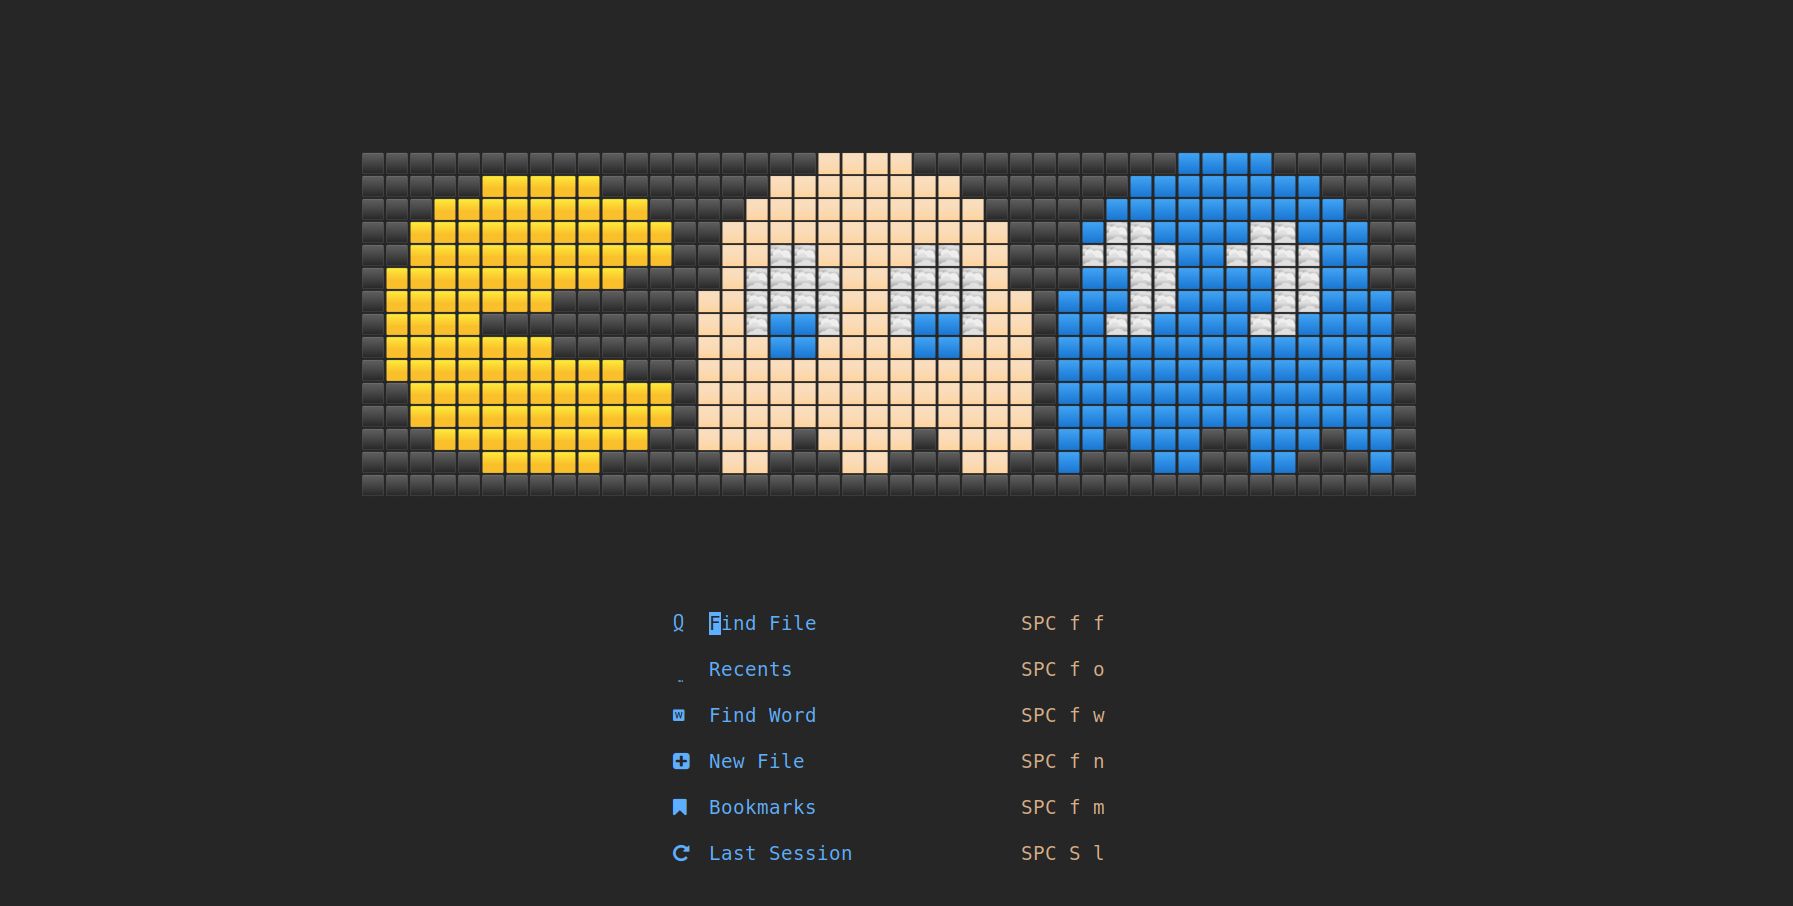 Find File SPC f f
Recents SPC f o
Find Word SPC f w
New File SPC f n
Bookmarks SPC f m
Last Session SPC S l